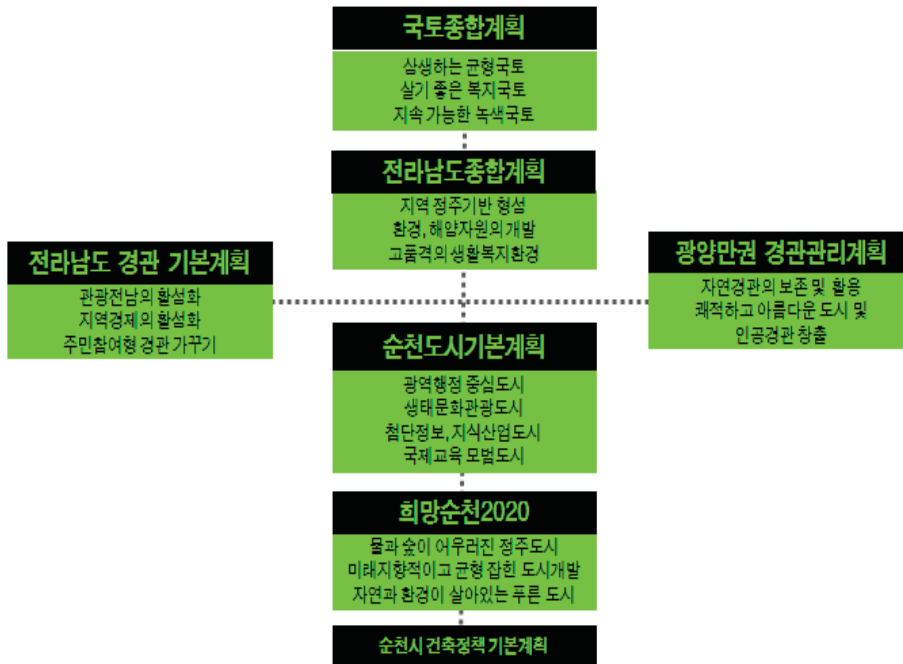 국토종합계획
상생하는 균형국토
살기 좋은 복지국토
지속 가능한 녹색국토
전라남도종합계획
지역 정주기반 형성
환경, 해양자원의 개발
고품격의 생활복지환경
전라남도 경관 기본계획
관광전남의 활성화
지역경제의 활성화
주민참여형 경관 가꾸기
광양만권 경관관리계획
자연경관의 보존 및 활용
쾌적하고 아름다운 도시 및
인공경관 창출
순천도시기본계획
광역행정 중심도시
생태문화관광도시
첨단정보, 지식산업도시
국제교육 모범도시
희망순천2020
물과 숲이 어우러진 정주도시
미래지향적이고 균형 잡힌 도시개발
자연과 환경이 살아있는 푸른 도시
순천시 건축정책 기본계획